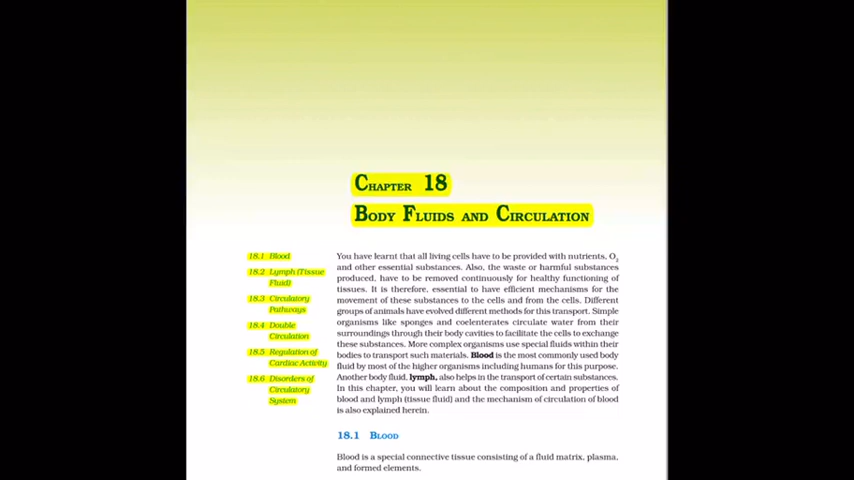 Chapter 18
Body Fluids and Circulation
18.1 Blood
18.2 Lymph (Tissue
Fluid)
18.3 Circulatory
Pathways
18.4 Double
Circulation
18.5 Regulation of
Cardiac Activity
18.6 Disorders of
Circulatory
System
You have learnt that all living cells have to be provided with nutrients, O2
and other essential substances. Also, the waste or harmful substances
produced, have to be removed continuously for healthy functioning of
tissues. It is therefore, essential to have efficient mechanisms for the
movement of these substances to the cells and from the cells. Different
groups of animals have evolved different methods for this transport. Simple
organisms like sponges and coelenterates circulate water from their
surroundings through their body cavities to facilitate the cells to exchange
these substances. More complex organisms use special fluids within their
bodies to transport such materials. Blood is the most commonly used body
fluid by most of the higher organisms including humans for this purpose.
Another body fluid, lymph, also helps in the transport of certain substances.
In this chapter, you will learn about the composition and properties of
blood and lymph (tissue fluid) and the mechanism of circulation of blood
is also explained herein.
18.1 Blood
Blood is a special connective tissue consisting of a fluid matrix, plasma,
and formed elements.